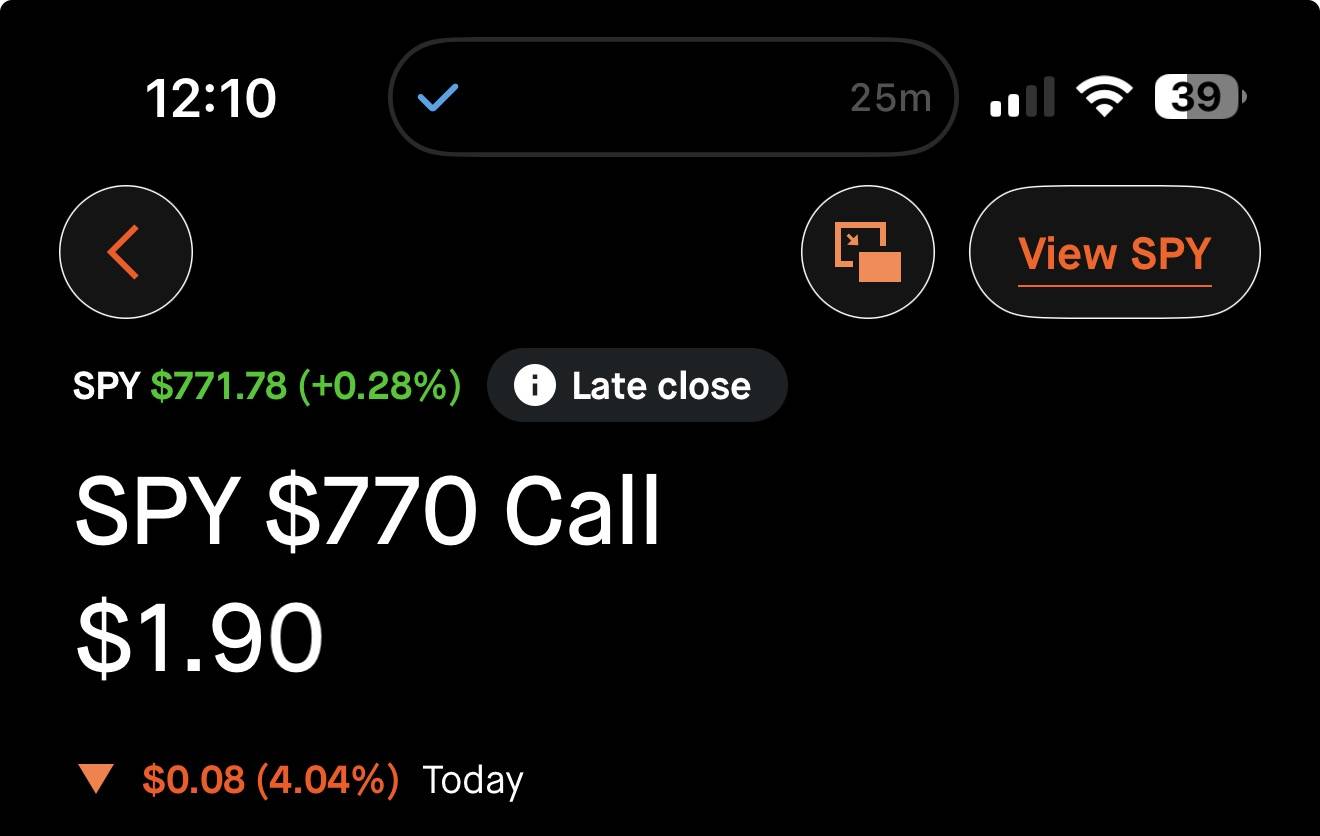 12:10 25m 39
View SPY
SPY $771.78 (+0.28%) Late close
SPY $770 Call
$1.90
▼ $0.08 (4.04%) Today